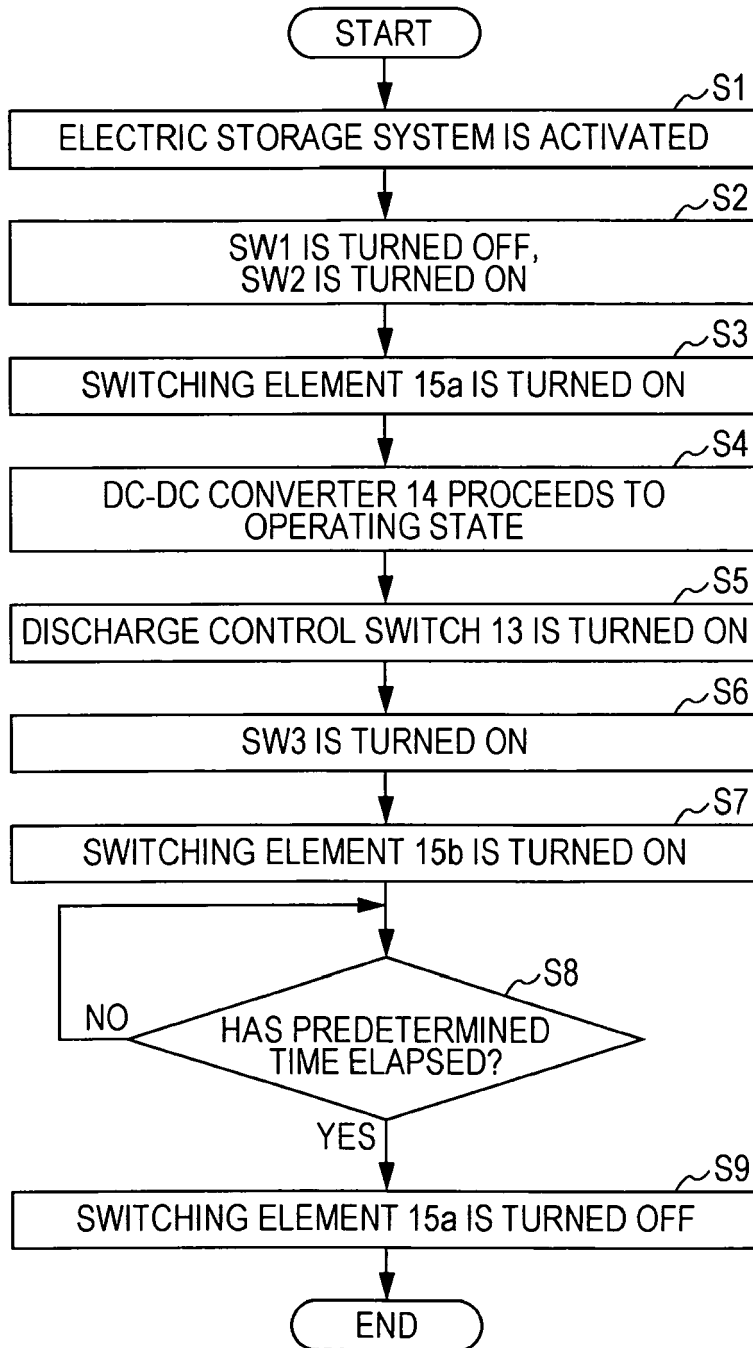 START
S1
ELECTRIC STORAGE SYSTEM IS ACTIVATED
S2
SW1 IS TURNED OFF,
SW2 IS TURNED ON
S3
SWITCHING ELEMENT 15a IS TURNED ON
S4
DC-DC CONVERTER 14 PROCEEDS TO
OPERATING STATE
S5
DISCHARGE CONTROL SWITCH 13 IS TURNED ON
S6
SW3 IS TURNED ON
S7
SWITCHING ELEMENT 15b IS TURNED ON
S8
NO
HAS PREDETERMINED
TIME ELAPSED?
YES
S9
SWITCHING ELEMENT 15a IS TURNED OFF
END